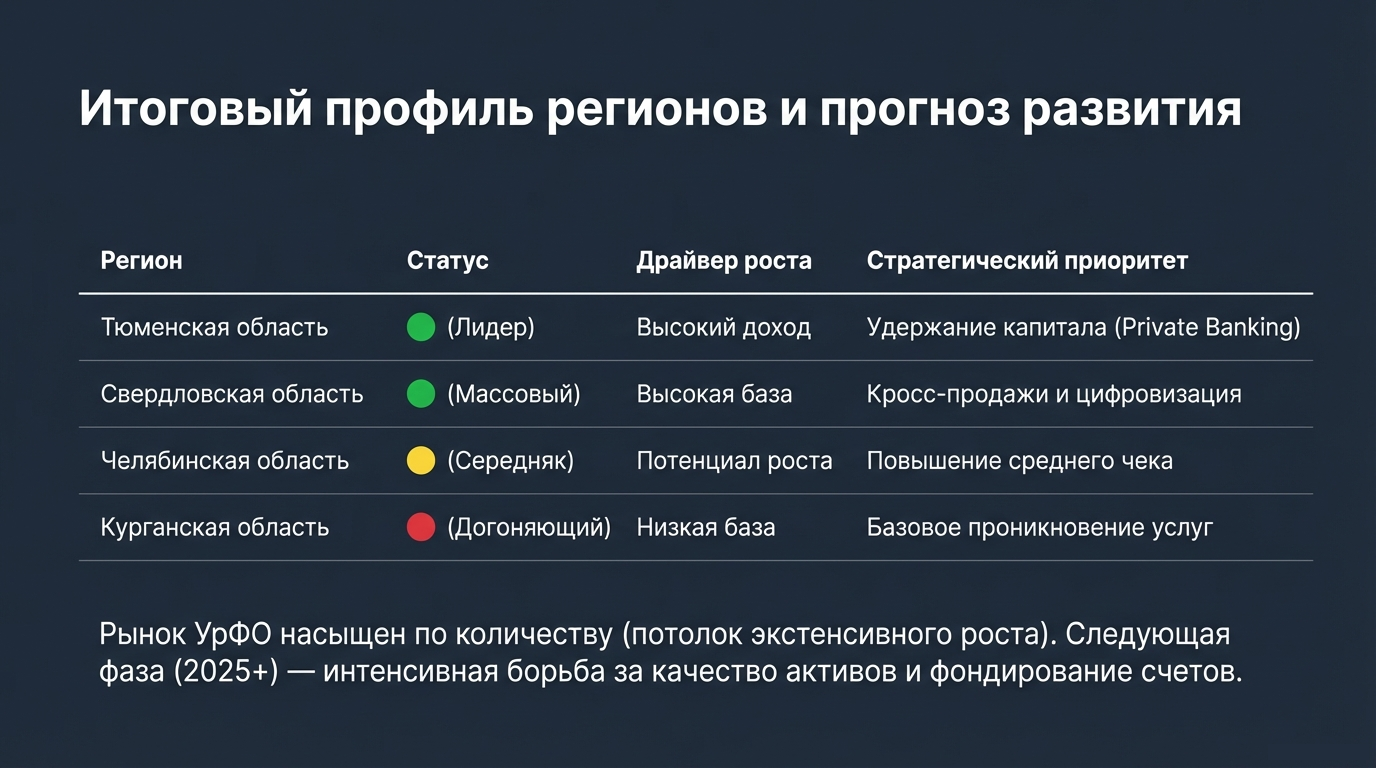 Итоговый профиль регионов и прогноз развития
Регион Статус Драйвер роста Стратегический приоритет
Тюменская область (Лидер) Высокий доход Удержание капитала (Private Banking)
Свердловская область (Массовый) Высокая база Кросс-продажи и цифровизация
Челябинская область (Середняк) Потенциал роста Повышение среднего чека
Курганская область (Догоняющий) Низкая база Базовое проникновение услуг
Рынок УрФО насыщен по количеству (потолок экстенсивного роста). Следующая
фаза (2025+) — интенсивная борьба за качество активов и фондирование счетов.